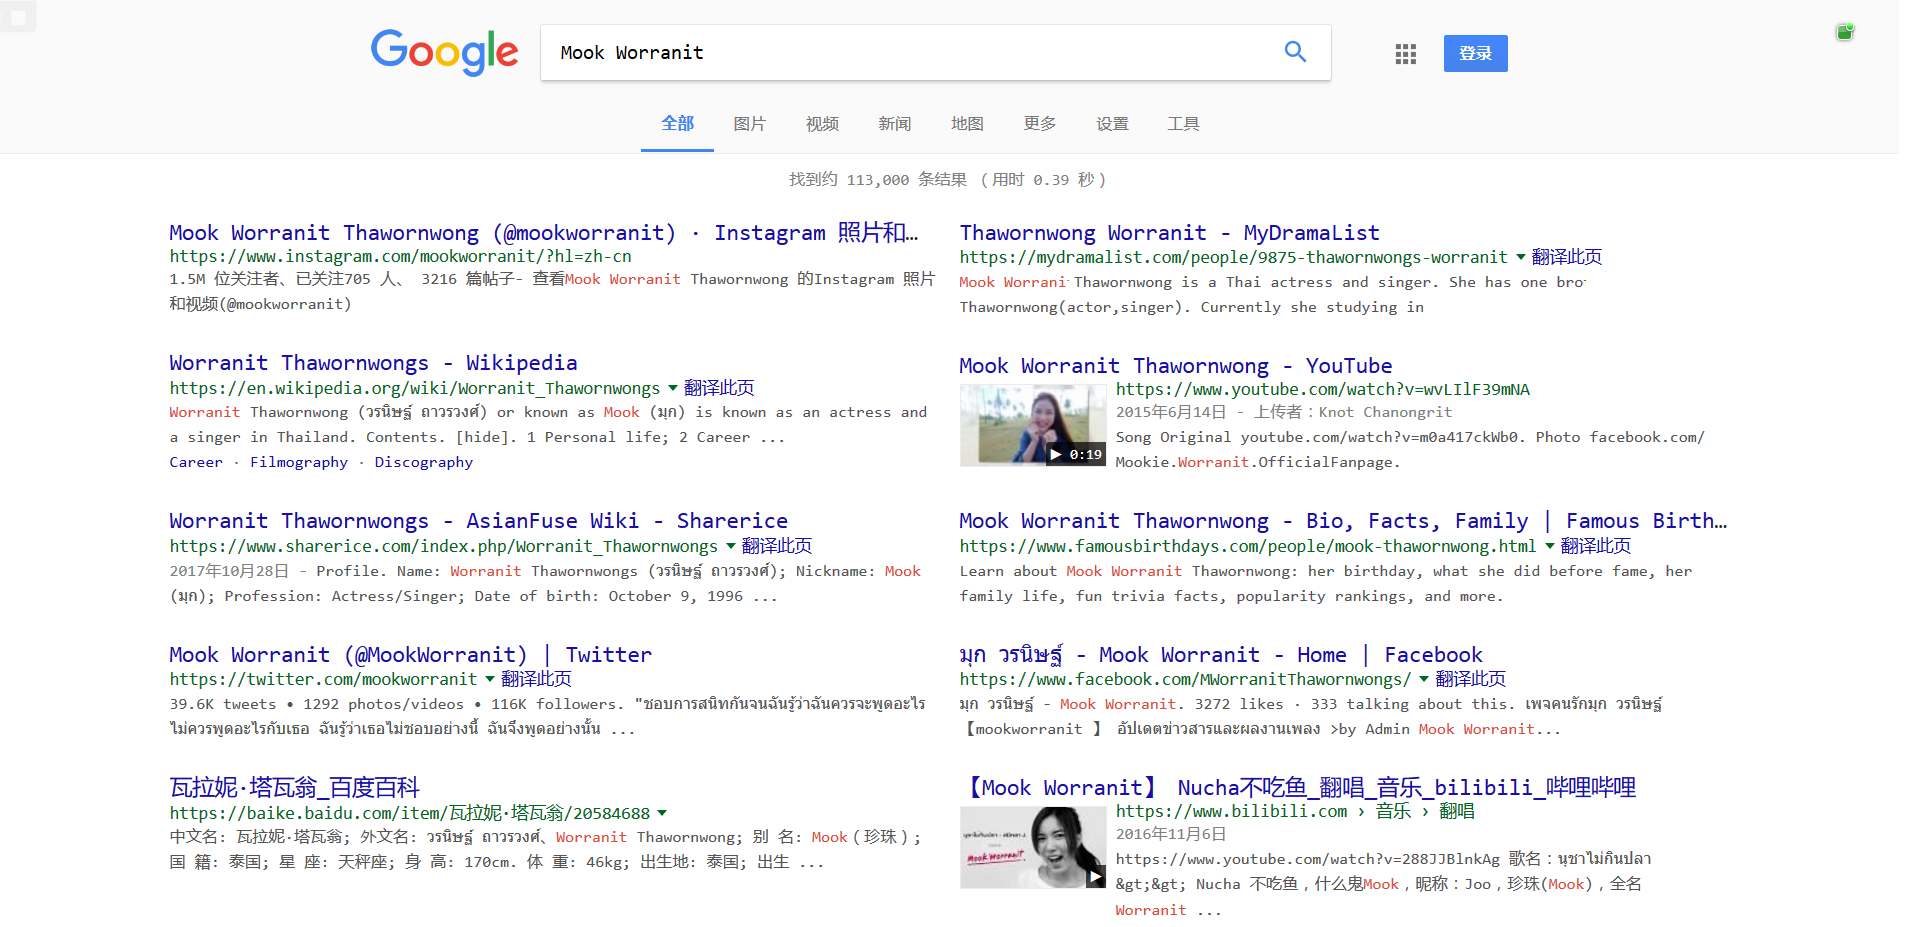 Google
Mook Worranit
登录
全部 图片 视频 新闻 地图 更多 设置 工具
找到约 113,000 条结果 （用时 0.39 秒）
Mook Worranit Thawornwong (@mookworranit) · Instagram 照片和...
https://www.instagram.com/mookworranit/?hl=zh-cn
1.5M 位关注者、已关注705 人、 3216 篇帖子- 查看Mook Worranit Thawornwong 的Instagram 照片
和视频(@mookworranit)
Worranit Thawornwongs - Wikipedia
https://en.wikipedia.org/wiki/Worranit_Thawornwongs 翻译此页
Worranit Thawornwong (วรนิษฐ์ ถาวรวงศ์) or known as Mook (มุก) is known as an actress and
a singer in Thailand. Contents. [hide]. 1 Personal life; 2 Career ...
Career · Filmography · Discography
Worranit Thawornwongs - AsianFuse Wiki - Sharerice
https://www.sharerice.com/index.php/Worranit_Thawornwongs 翻译此页
2017年10月28日 - Profile. Name: Worranit Thawornwongs (วรนิษฐ์ ถาวรวงศ์); Nickname: Mook
(มุก); Profession: Actress/Singer; Date of birth: October 9, 1996 ...
Mook Worranit (@MookWorranit) | Twitter
https://twitter.com/mookworranit 翻译此页
39.6K tweets • 1292 photos/videos • 116K followers. "ชอบการสนิทกันจนฉันรู้ว่าฉันควรจะพูดอะไร
ไม่ควรพูดอะไรกับเธอ ฉันรู้ว่าเธอไม่ชอบอย่างนี้ ฉันจึงพูดอย่างนั้น ...
瓦拉妮·塔瓦翁_百度百科
https://baike.baidu.com/item/瓦拉妮·塔瓦翁/20584688
中文名: 瓦拉妮·塔瓦翁; 外文名: วรนิษฐ์ ถาวรวงศ์、Worranit Thawornwong; 别 名: Mook（珍珠）;
国 籍: 泰国; 星 座: 天秤座; 身 高: 170cm. 体 重: 46kg; 出生地: 泰国; 出生 ...
Thawornwong Worranit - MyDramaList
https://mydramalist.com/people/9875-thawornwongs-worranit 翻译此页
Mook Worrani Thawornwong is a Thai actress and singer. She has one bro
Thawornwong(actor,singer). Currently she studying in
Mook Worranit Thawornwong - YouTube
https://www.youtube.com/watch?v=wvLIlF39mNA
2015年6月14日 - 上传者：Knot Chanongrit
Song Original youtube.com/watch?v=m0a417ckWb0. Photo facebook.com/
Mookie.Worranit.OfficialFanpage.
0:19
Mook Worranit Thawornwong - Bio, Facts, Family | Famous Birth...
https://www.famousbirthdays.com/people/mook-thawornwong.html 翻译此页
Learn about Mook Worranit Thawornwong: her birthday, what she did before fame, her
family life, fun trivia facts, popularity rankings, and more.
มุก วรนิษฐ์ - Mook Worranit - Home | Facebook
https://www.facebook.com/MWorranitThawornwongs/ 翻译此页
มุก วรนิษฐ์ - Mook Worranit. 3272 likes · 333 talking about this. เพจคนรักมุก วรนิษฐ์
【mookworranit 】 อัปเดตข่าวสารและผลงานเพลง >by Admin Mook Worranit...
【Mook Worranit】 Nucha不吃鱼_翻唱_音乐_bilibili_哔哩哔哩
https://www.bilibili.com › 音乐 › 翻唱
2016年11月6日
https://www.youtube.com/watch?v=288JJBlnkAg 歌名：นุชาไม่กินปลา
&gt;&gt; Nucha 不吃鱼，什么鬼Mook，昵称：Joo，珍珠(Mook)，全名
Worranit ...
Mook Worranit